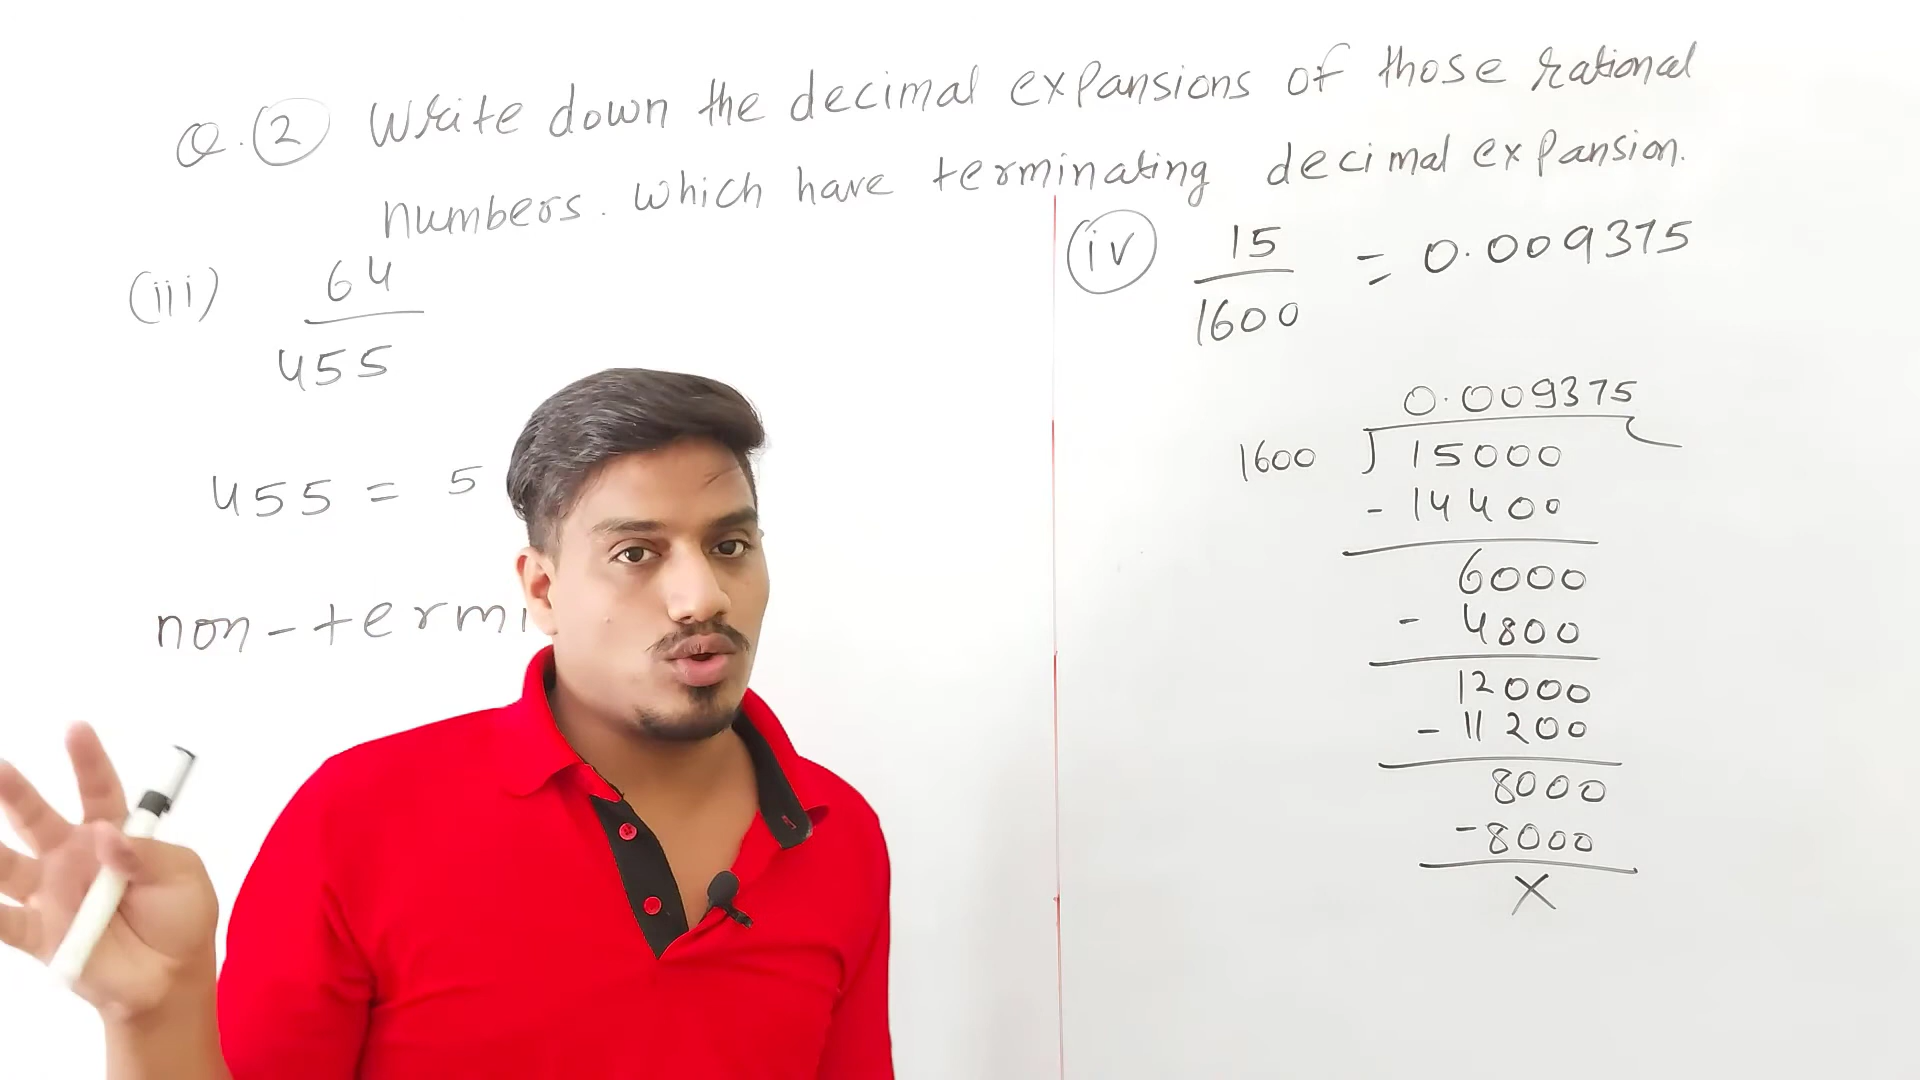 Q.(2) Write down the decimal expansions of those rational
numbers. which have terminating decimal expansion.
(iii) 64
455
455 = 5
non-termi
(iv) 15
1600
= 0.009375
0.009375
1600 ) 15000
- 14400
6000
- 4800
12000
- 11200
8000
- 8000
X